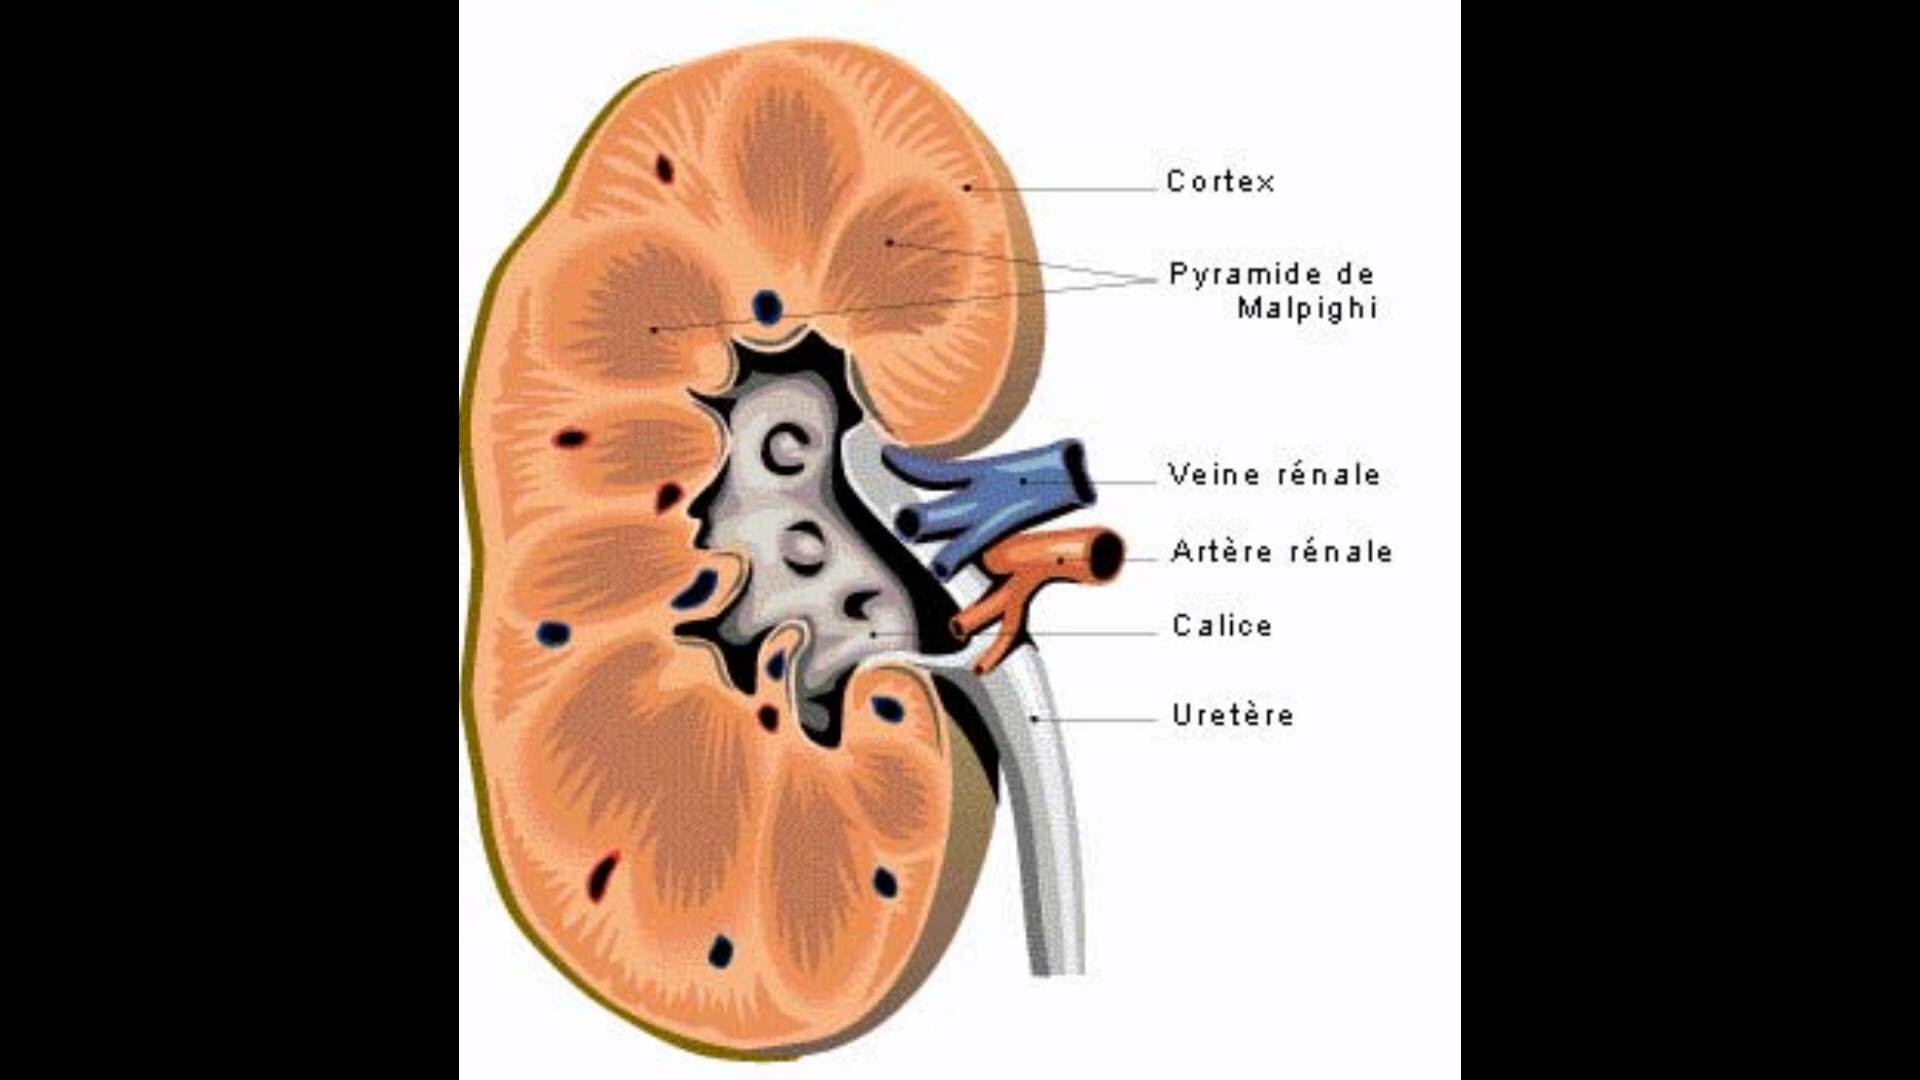 Cortex
Pyramide de
Malpighi
Veine rénale
Artère rénale
Calice
Uretère